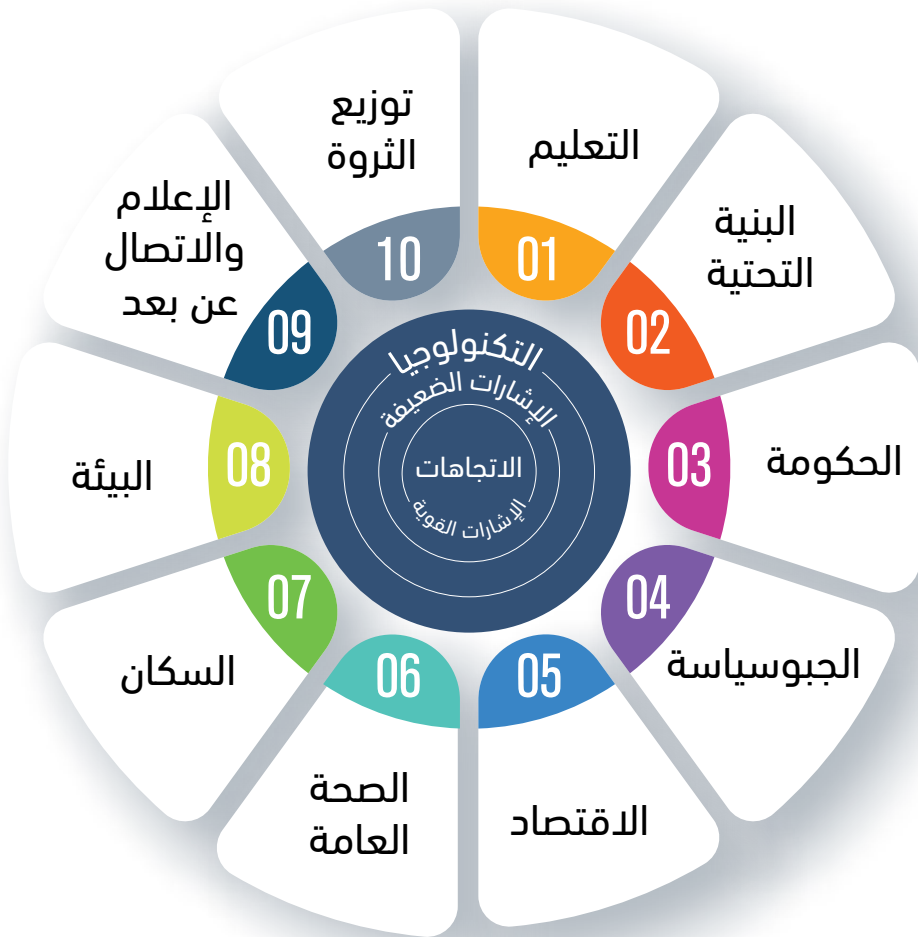 01
التعليم
02
البنية
التحتية
03
الحكومة
04
الجبوسياسة
05
الاقتصاد
06
الصحة
العامة
07
السكان
08
البيئة
09
الإعلام
والاتصال
عن بعد
10
توزيع
الثروة
التكنولوجيا
الإشارات الضعيفة
الاتجاهات
الإشارات القوية